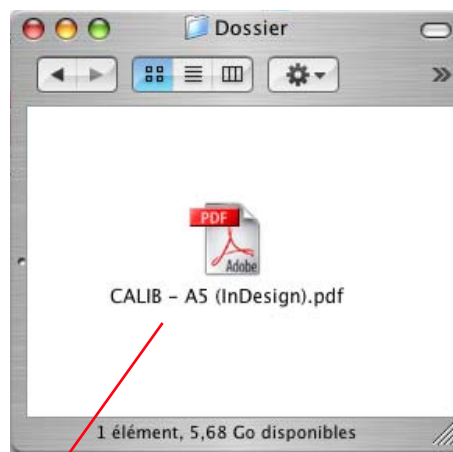 Dossier
PDF
Adobe
CALIB – A5 (InDesign).pdf
1 élément, 5,68 Go disponibles